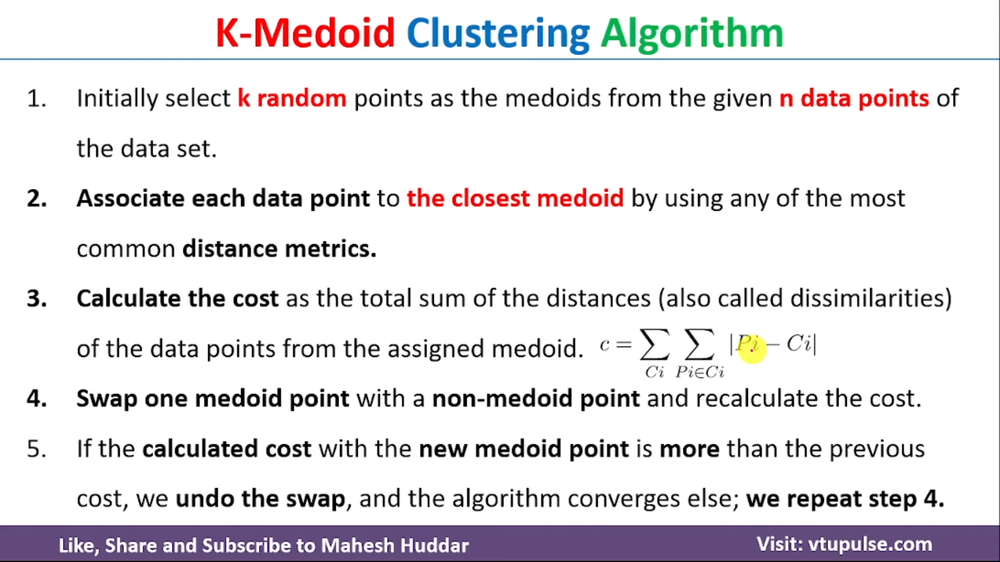 K-Medoid Clustering Algorithm
1. Initially select k random points as the medoids from the given n data points of
the data set.
2. Associate each data point to the closest medoid by using any of the most
common distance metrics.
3. Calculate the cost as the total sum of the distances (also called dissimilarities)
of the data points from the assigned medoid. c = ∑ ∑ |Pi − Ci|
Ci Pi∈Ci
4. Swap one medoid point with a non-medoid point and recalculate the cost.
5. If the calculated cost with the new medoid point is more than the previous
cost, we undo the swap, and the algorithm converges else; we repeat step 4.
Like, Share and Subscribe to Mahesh Huddar
Visit: vtupulse.com